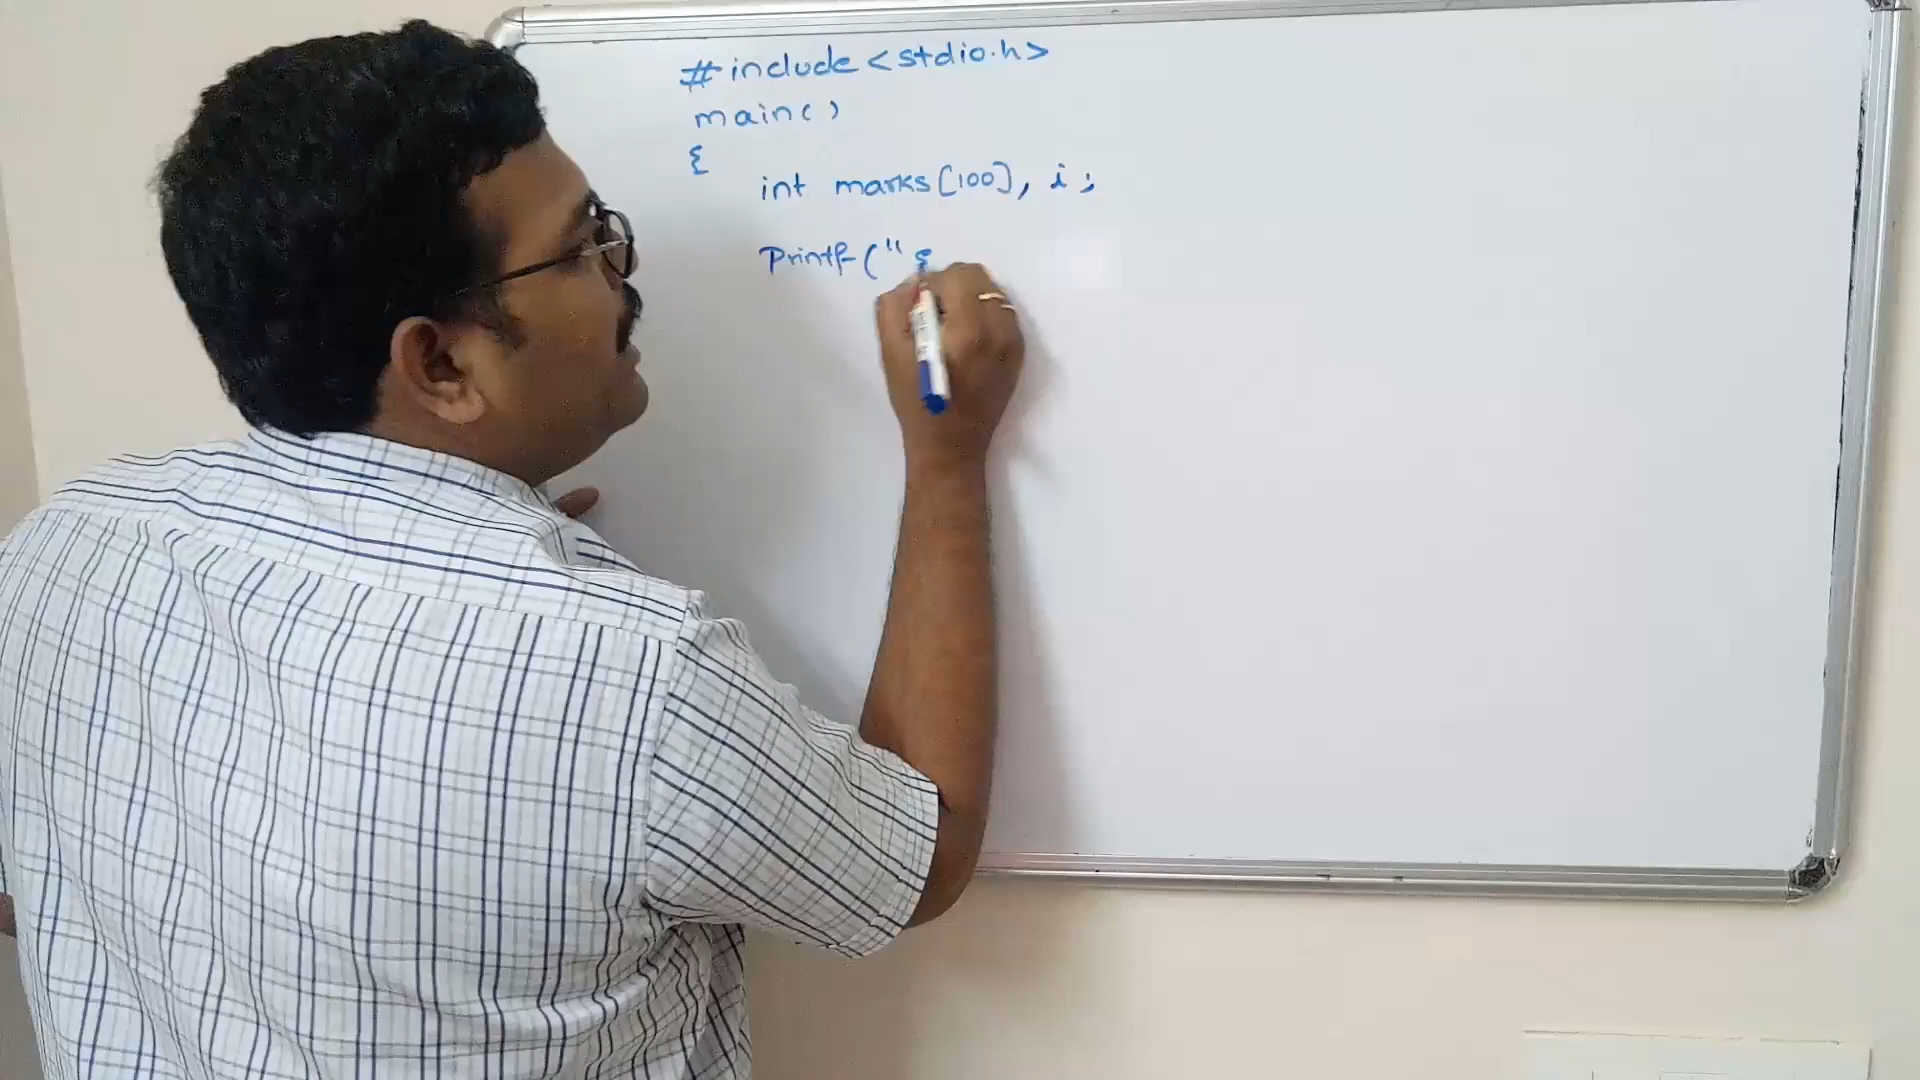 #include<stdio.h>
main()
{
int marks[100], i;
Printf("